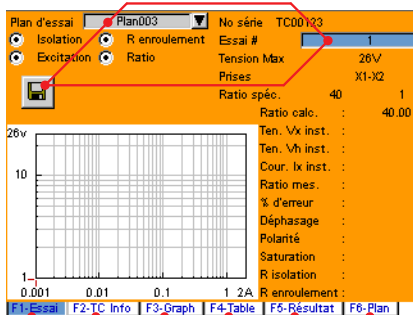 Plan d'essai Plan003 No série TC00123
Isolation R enroulement Essai # 1
Excitation Ratio Tension Max 26V
Prises X1-X2
Ratio spéc. 40 1
Ratio calc. : 40.00
26v Ten. Vx inst. :
Ten. Vh inst. :
10 Cour. Ix inst. :
Ratio mes. :
% d'erreur :
Déphasage :
Polarité :
Saturation :
1 R isolation :
0.001 0.01 0.1 1 2A R enroulement :
F1-Essai F2-TC Info F3-Graph F4-Table F5-Résultat F6-Plan